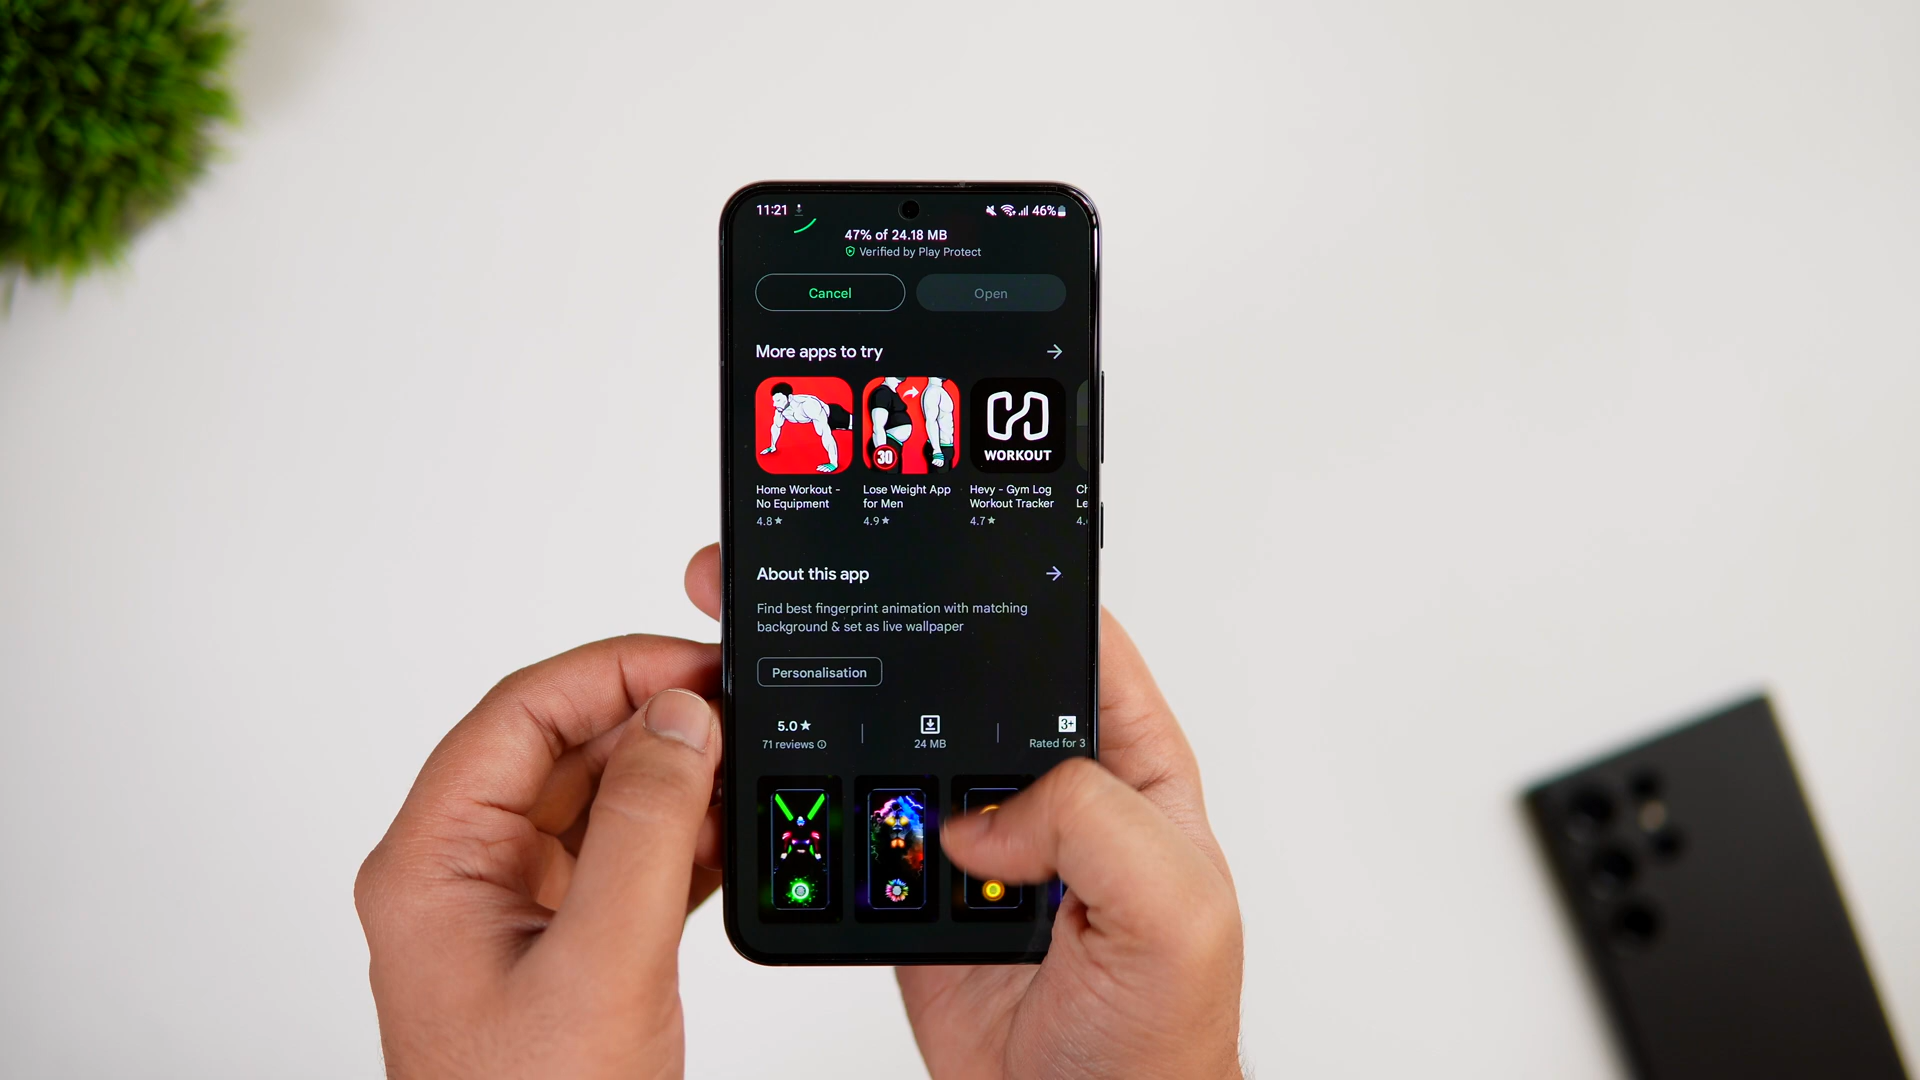 11:21
46%
47% of 24.18 MB
Verified by Play Protect
Cancel
Open
More apps to try
30
WORKOUT
Home Workout -
No Equipment
4.8★
Lose Weight App
for Men
4.9★
Hevy - Gym Log
Workout Tracker
4.7★
About this app
Find best fingerprint animation with matching
background & set as live wallpaper
Personalisation
5.0★
71 reviews
24 MB
3+
Rated for 3